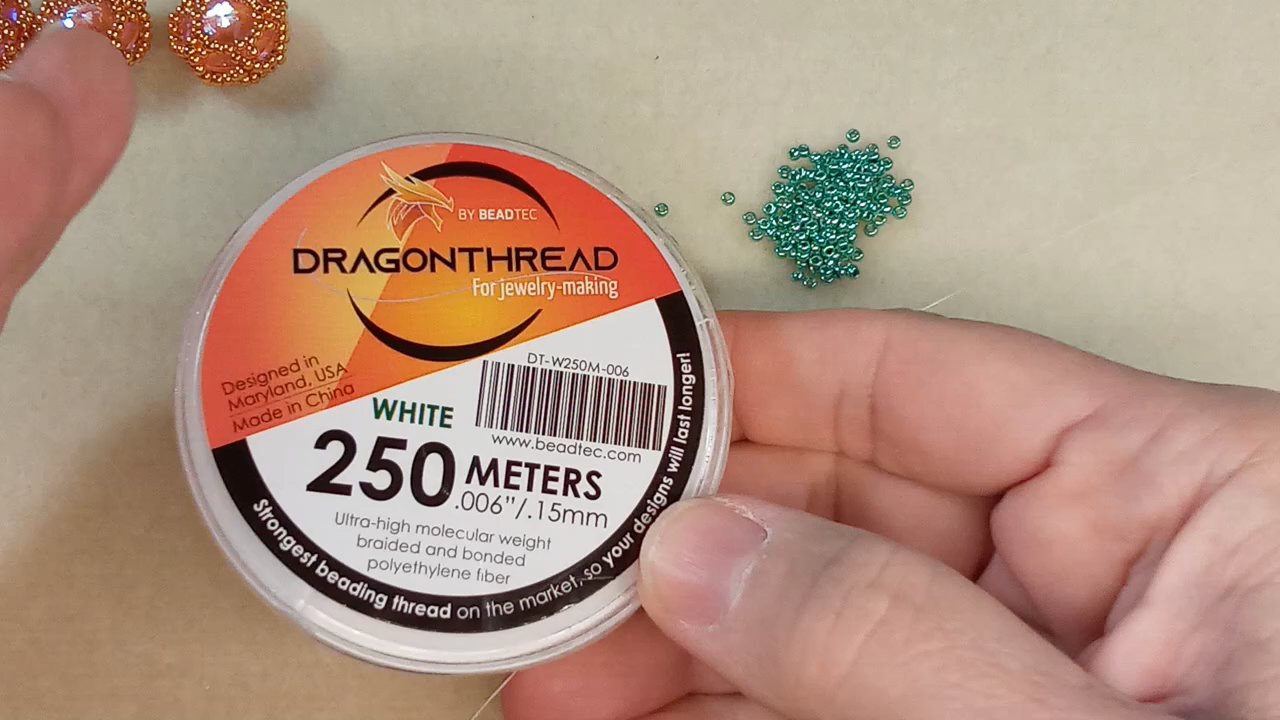 BY BEADTEC
DRAGONTHREAD
For jewelry-making
Designed in
Maryland, USA
Made in China
DT-W250M-006
www.beadtec.com
WHITE
250 METERS
.006”/.15mm
Ultra-high molecular weight
braided and bonded
polyethylene fiber
Strongest beading thread on the market, so your designs will last longer!